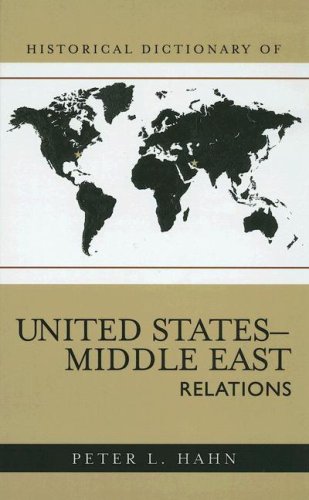 HISTORICAL DICTIONARY OF
UNITED STATES—
MIDDLE EAST
RELATIONS
PETER L. HAHN